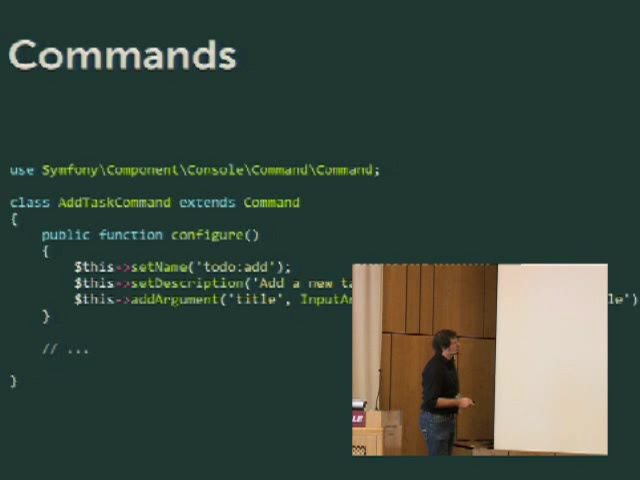 Commands
use Symfony\Component\Console\Command\Command;
class AddTaskCommand extends Command
{
public function configure()
{
$this->setName('todo:add');
$this->setDescription('Add a new
$this->addArgument('title',
}
// ...
}